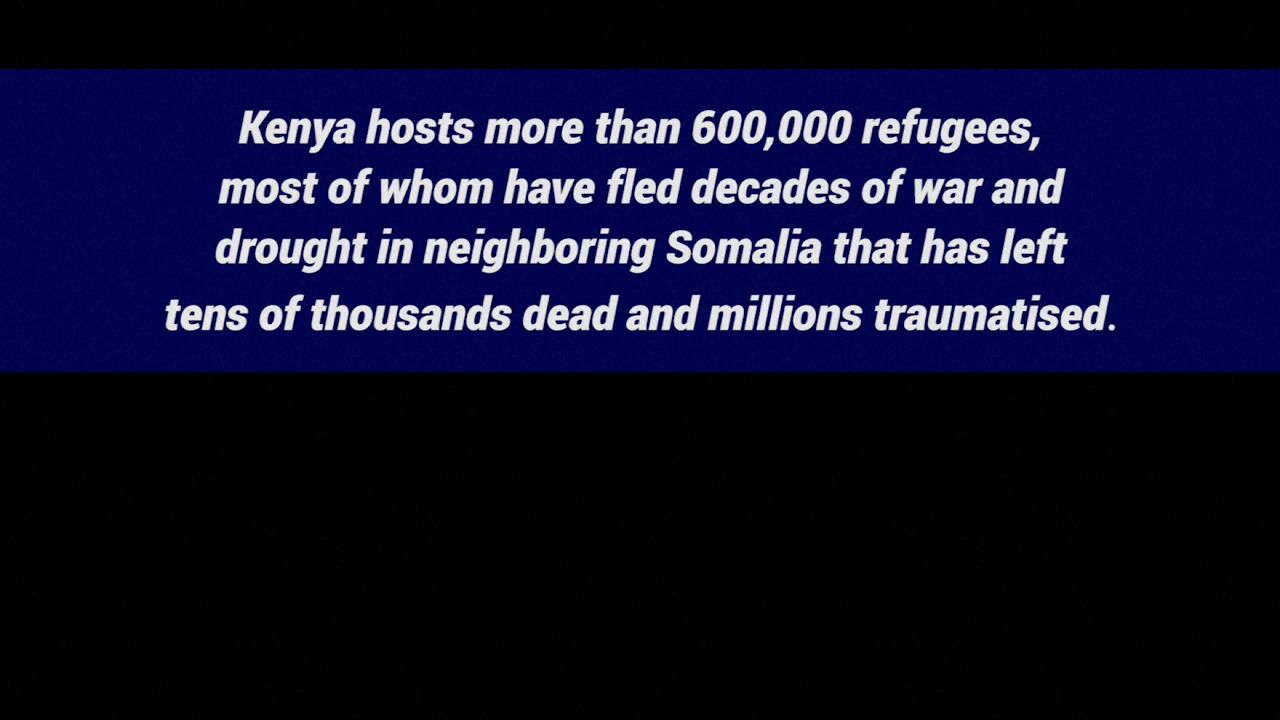 Kenya hosts more than 600,000 refugees,
most of whom have fled decades of war and
drought in neighboring Somalia that has left
tens of thousands dead and millions traumatised.